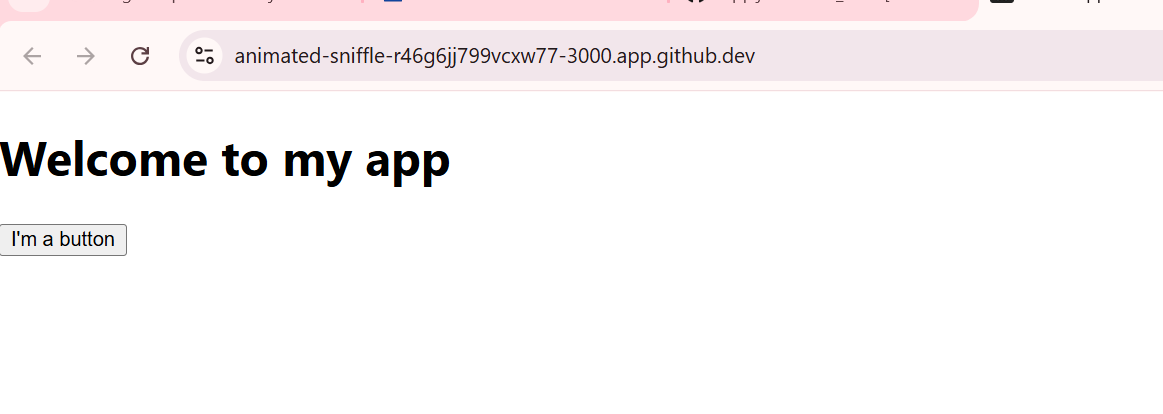 animated-sniffle-r46g6jj799vcxw77-3000.app.github.dev
Welcome to my app
I'm a button